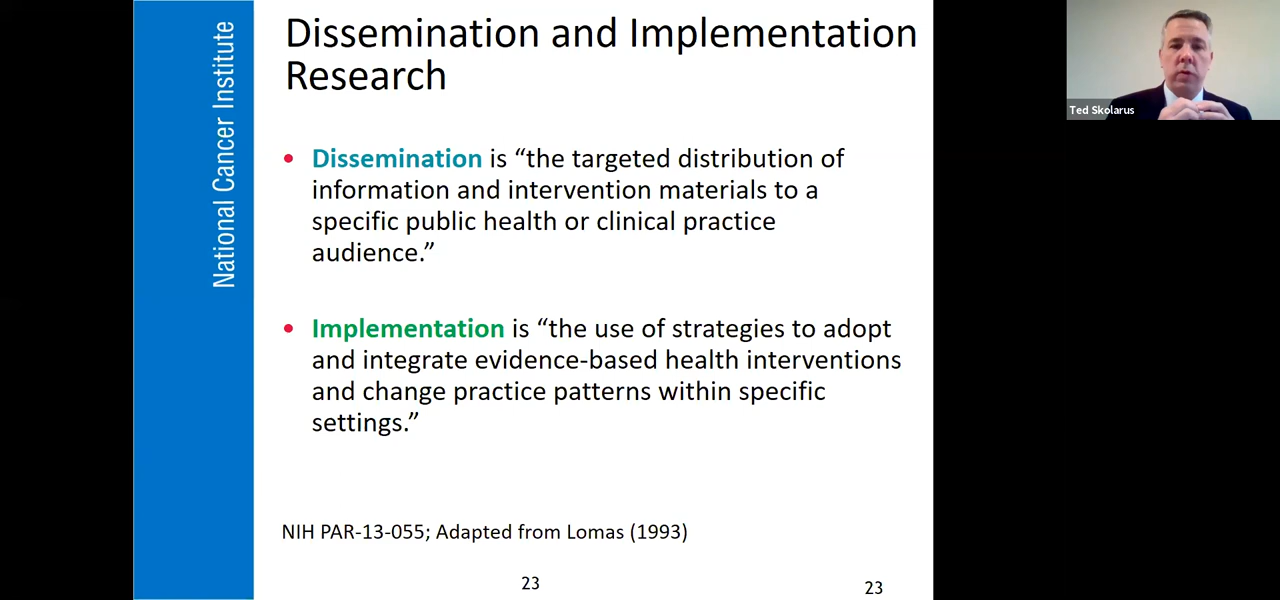 National Cancer Institute
Dissemination and Implementation
Research
• Dissemination is “the targeted distribution of
information and intervention materials to a
specific public health or clinical practice
audience.”
• Implementation is “the use of strategies to adopt
and integrate evidence-based health interventions
and change practice patterns within specific
settings.”
NIH PAR-13-055; Adapted from Lomas (1993)
23
23
Ted Skolarus